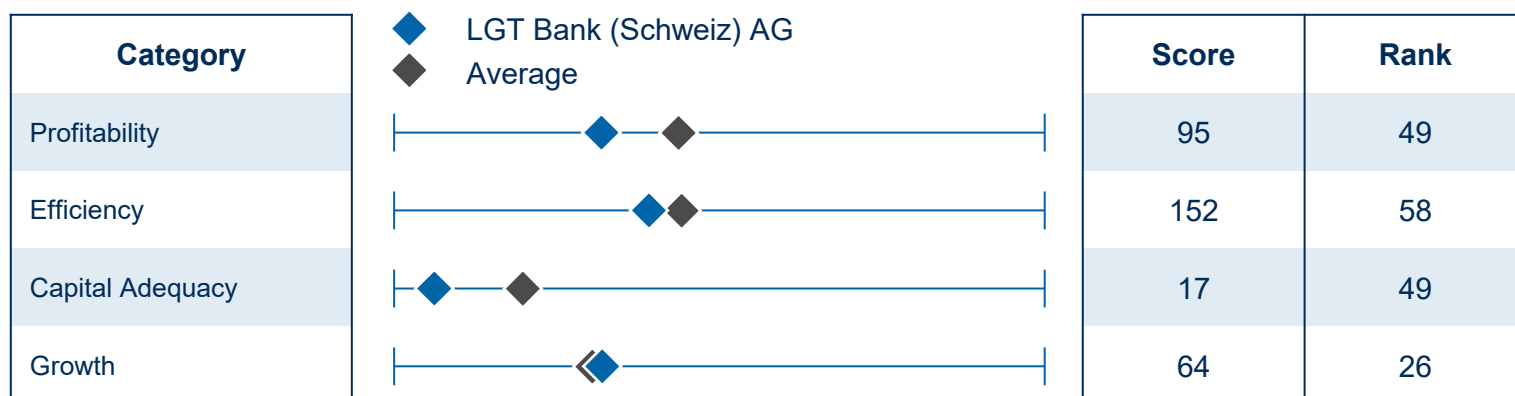 LGT Bank (Schweiz) AG
Average
Category Score Rank
Profitability 95 49
Efficiency 152 58
Capital Adequacy 17 49
Growth 64 26